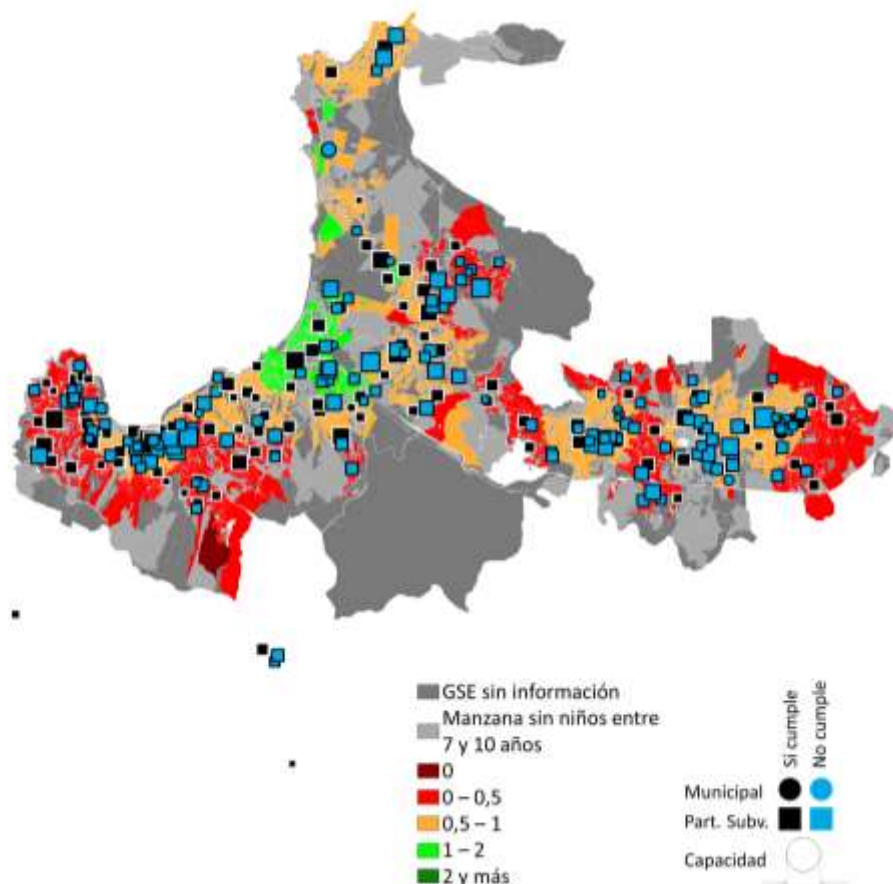 GSE sin información
Manzana sin niños entre
7 y 10 años
0
0 – 0,5
0,5 – 1
1 – 2
2 y más
Si cumple
No cumple
Municipal
Part. Subv.
Capacidad